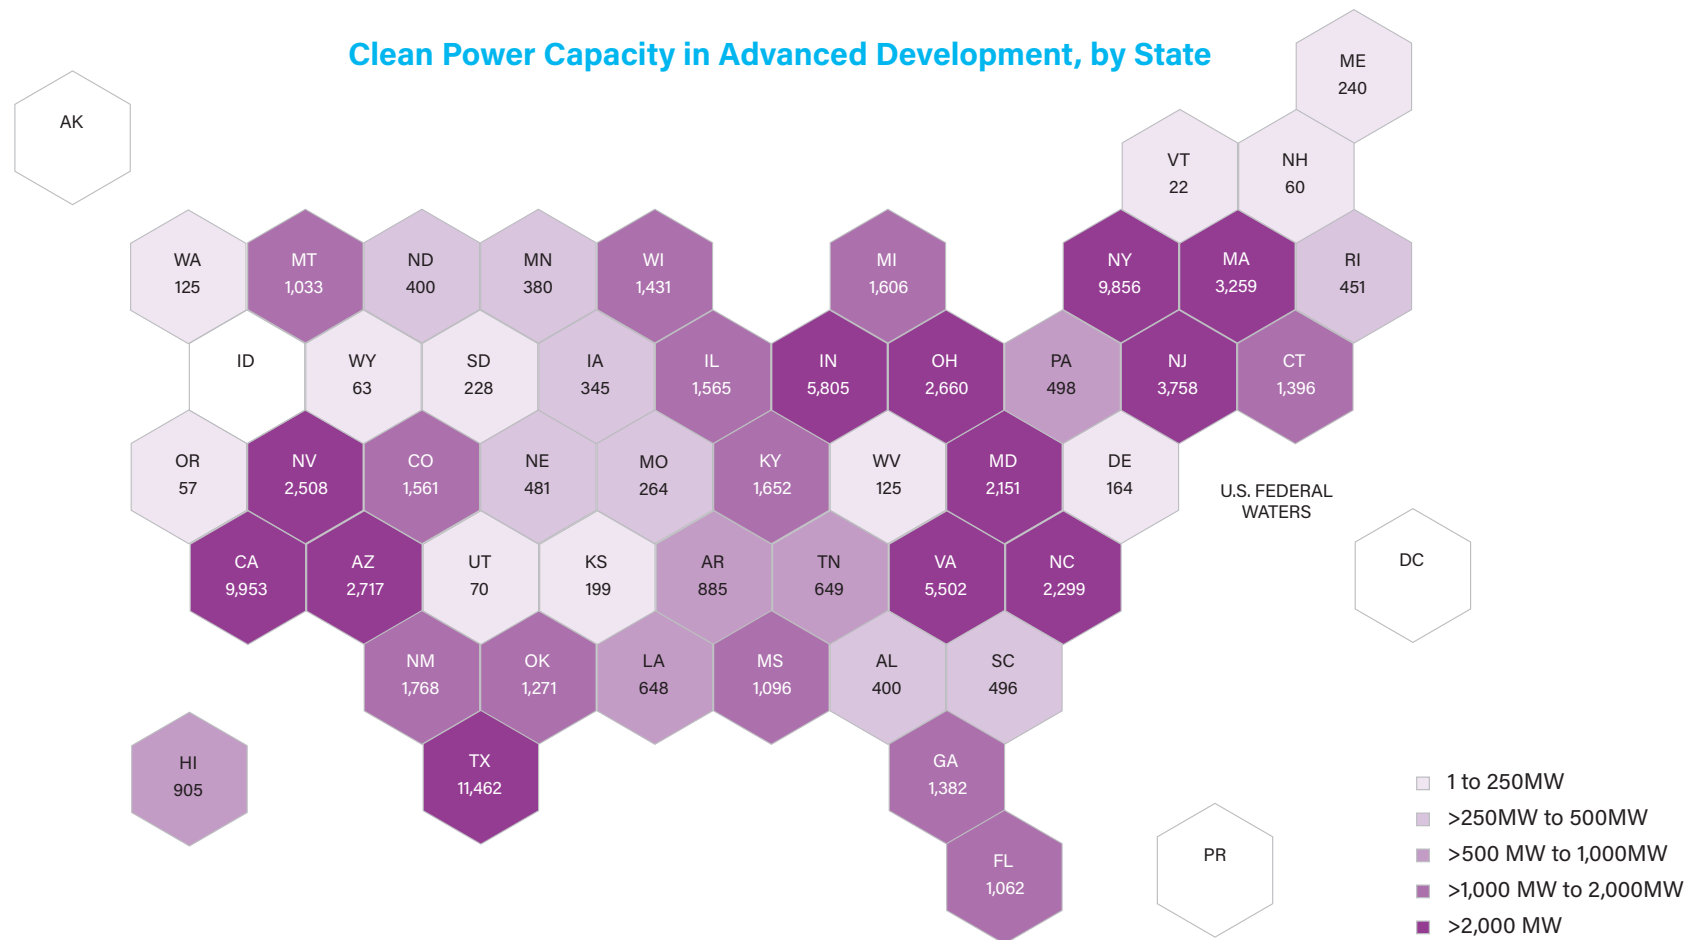 Clean Power Capacity in Advanced Development, by State
ME
240
AK
VT
22
NH
60
WA
125
MT
1,033
ND
400
MN
380
WI
1,431
MI
1,606
NY
9,856
MA
3,259
RI
451
ID
WY
63
SD
228
IA
345
IL
1,565
IN
5,805
OH
2,660
PA
498
NJ
3,758
CT
1,396
OR
57
NV
2,508
CO
1,561
NE
481
MO
264
KY
1,652
WV
125
MD
2,151
DE
164
U.S. FEDERAL
WATERS
CA
9,953
AZ
2,717
UT
70
KS
199
AR
885
TN
649
VA
5,502
NC
2,299
DC
NM
1,768
OK
1,271
LA
648
MS
1,096
AL
400
SC
496
HI
905
TX
11,462
GA
1,382
FL
1,062
PR
1 to 250MW
>250MW to 500MW
>500 MW to 1,000MW
>1,000 MW to 2,000MW
>2,000 MW